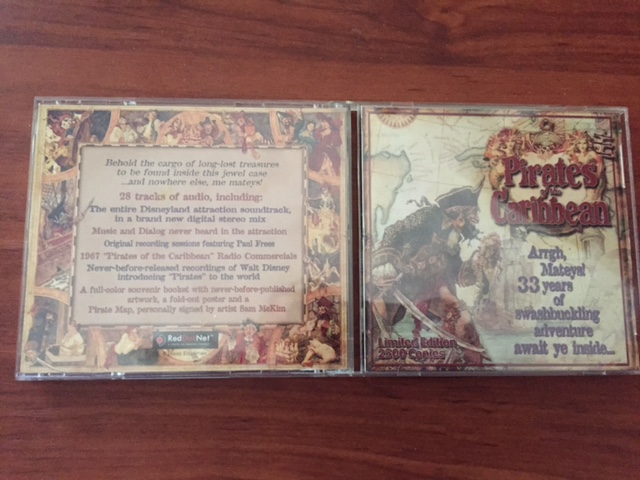 Behold the cargo of long-lost treasures
to be found inside this jewel case
...and nowhere else, me mateys!
28 tracks of audio, including:
The entire Disneyland attraction soundtrack,
in a brand new digital stereo mix
Music and Dialog never heard in the attraction
Original recording sessions featuring Paul Frees
1967 "Pirates of the Caribbean" Radio Commercials
Never-before-released recordings of Walt Disney
introducing "Pirates" to the world
A full-color souvenir booklet with never-before-published
artwork, a fold-out poster and a
Pirate Map, personally signed by artist Sam McKim
RedDotNet
Pirates
of the
Caribbean
Arrgh,
Mateys!
33 years
of
swashbuckling
adventure
await ye inside...
Limited Edition
2500 Copies